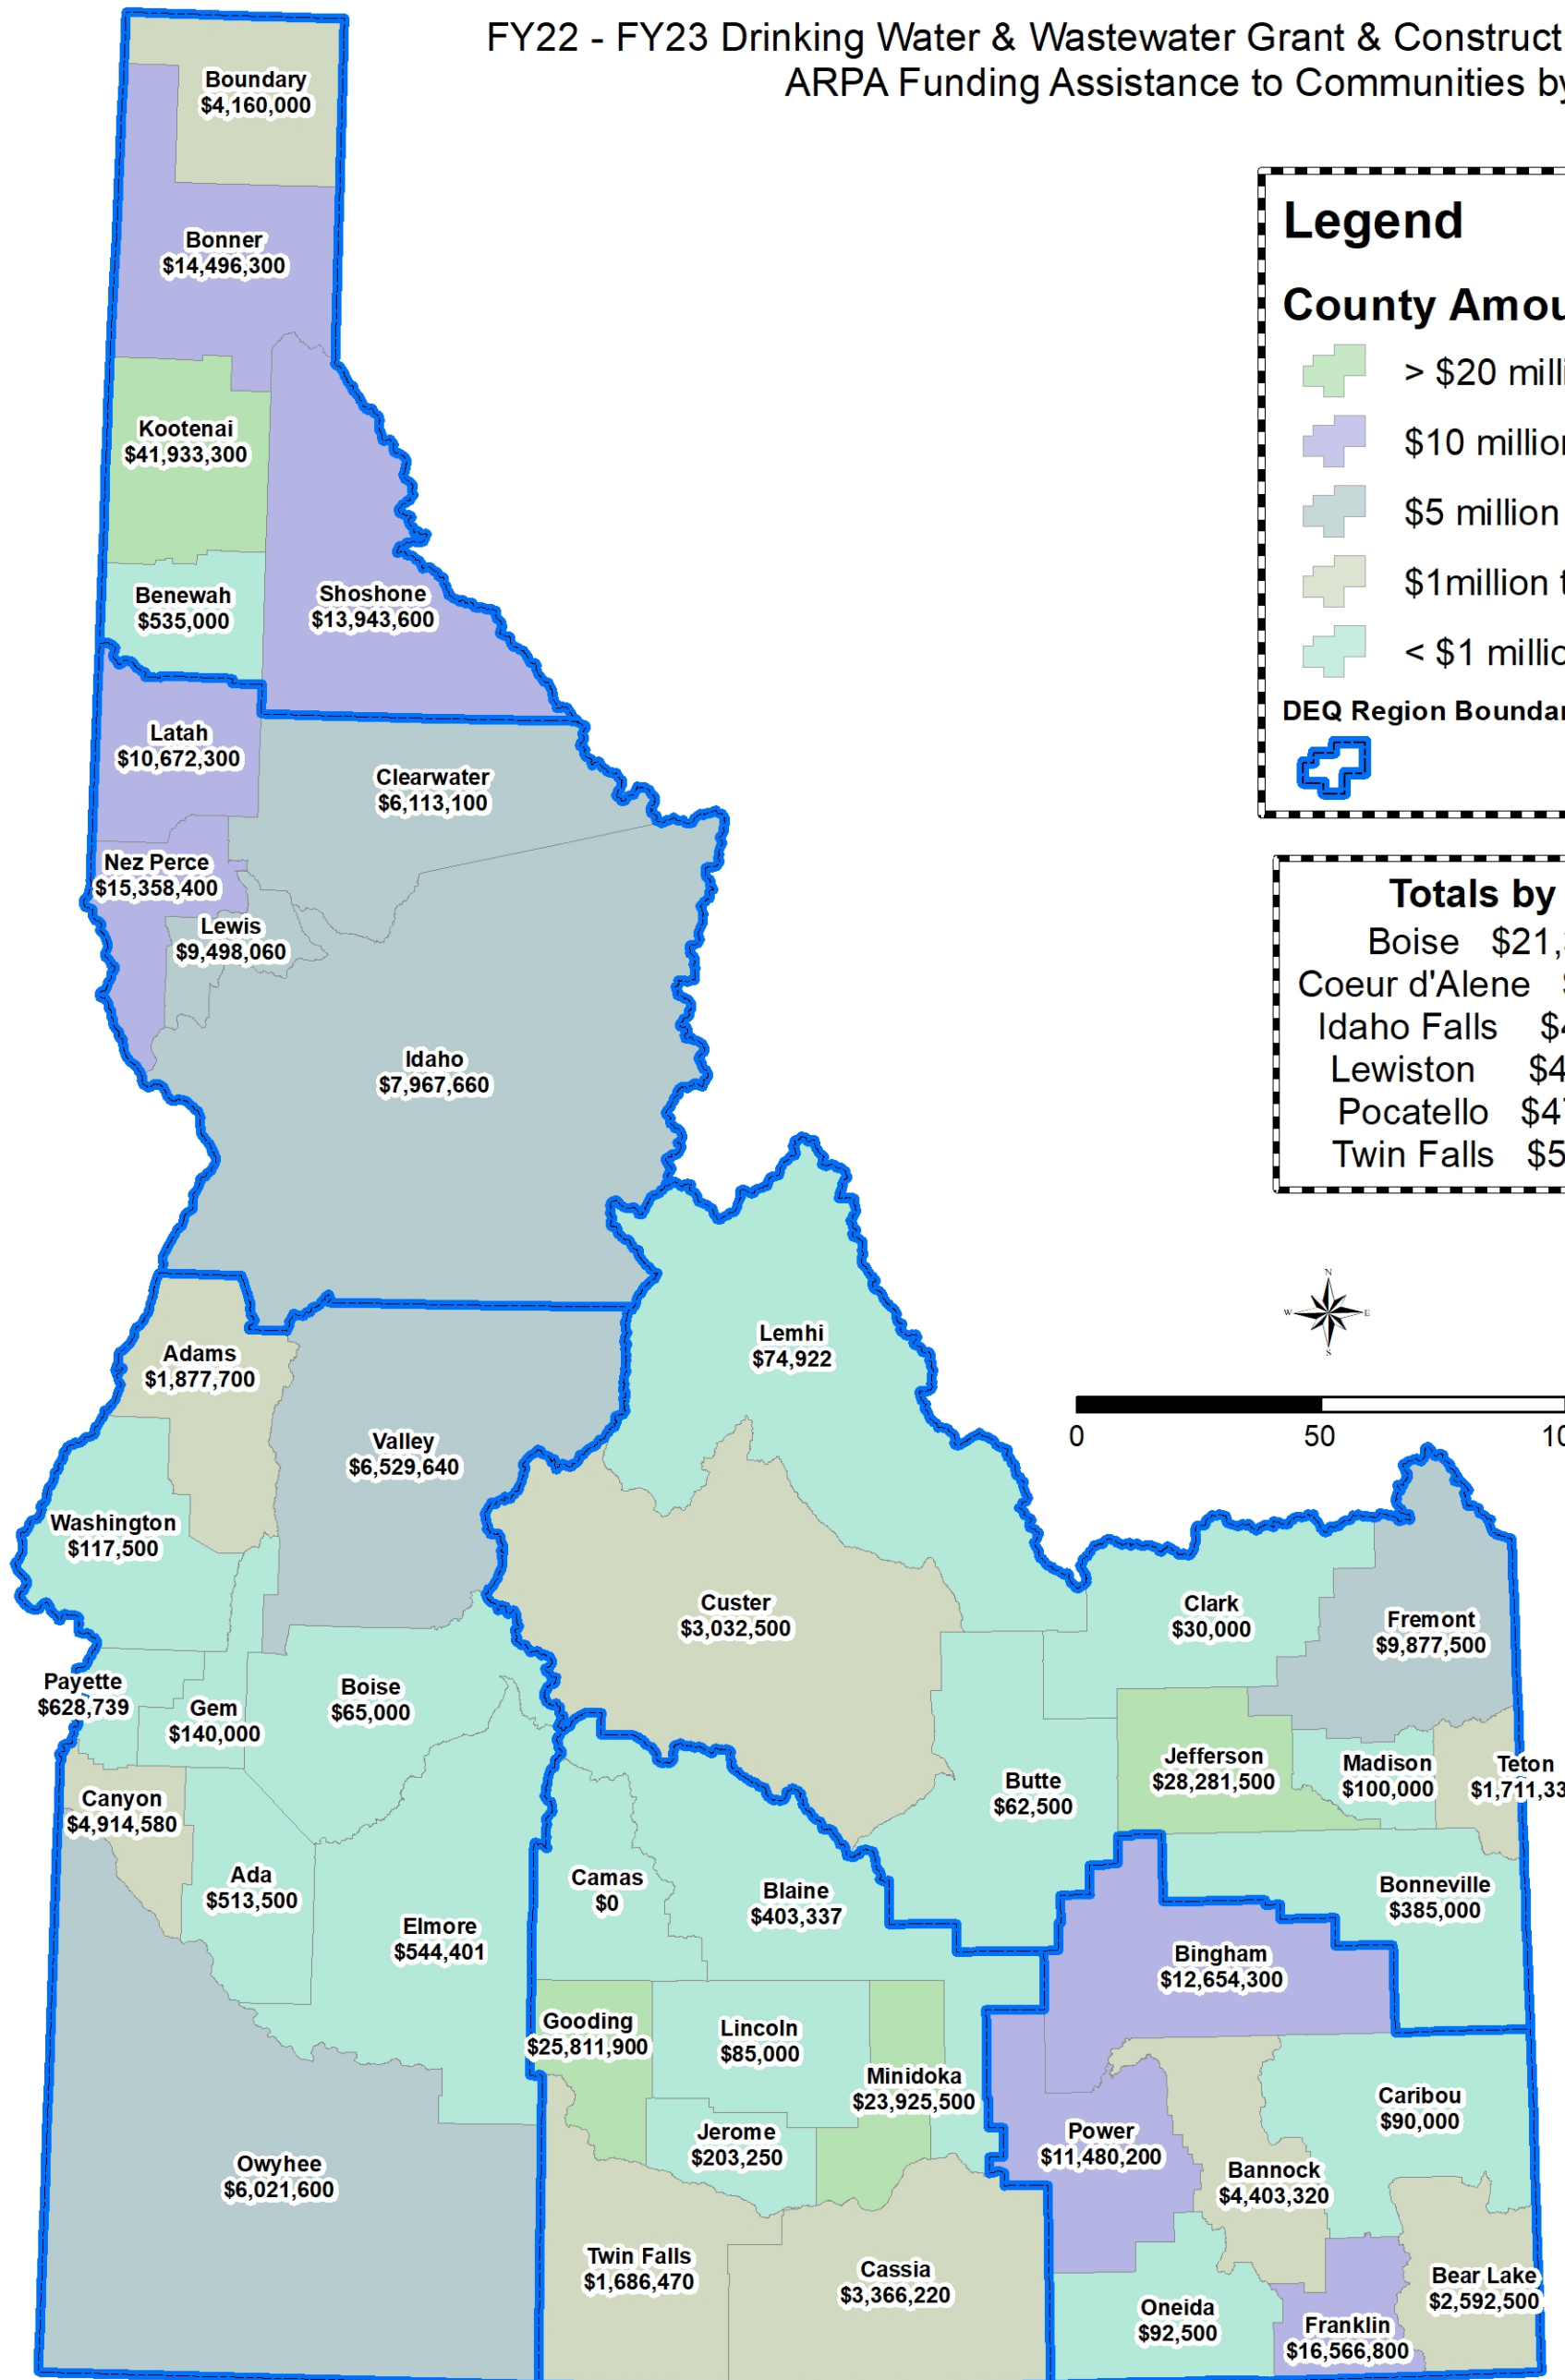 FY22 - FY23 Drinking Water & Wastewater Grant & Construct
ARPA Funding Assistance to Communities by
Legend
County Amou
> $20 milli
$10 million
$5 million
$1million t
< $1 millio
DEQ Region Boundar
Totals by
Boise $21,
Coeur d'Alene $
Idaho Falls $4
Lewiston $4
Pocatello $47
Twin Falls $5
N
W E
S
0 50 10
Boundary
$4,160,000
Bonner
$14,496,300
Kootenai
$41,933,300
Benewah
$535,000
Shoshone
$13,943,600
Latah
$10,672,300
Clearwater
$6,113,100
Nez Perce
$15,358,400
Lewis
$9,498,060
Idaho
$7,967,660
Lemhi
$74,922
Adams
$1,877,700
Valley
$6,529,640
Washington
$117,500
Custer
$3,032,500
Clark
$30,000
Fremont
$9,877,500
Payette
$628,739
Gem
$140,000
Boise
$65,000
Jefferson
$28,281,500
Madison
$100,000
Teton
$1,711,33
Butte
$62,500
Canyon
$4,914,580
Ada
$513,500
Elmore
$544,401
Camas
$0
Blaine
$403,337
Bonneville
$385,000
Bingham
$12,654,300
Gooding
$25,811,900
Lincoln
$85,000
Minidoka
$23,925,500
Jerome
$203,250
Power
$11,480,200
Caribou
$90,000
Bannock
$4,403,320
Owyhee
$6,021,600
Twin Falls
$1,686,470
Cassia
$3,366,220
Oneida
$92,500
Franklin
$16,566,800
Bear Lake
$2,592,500